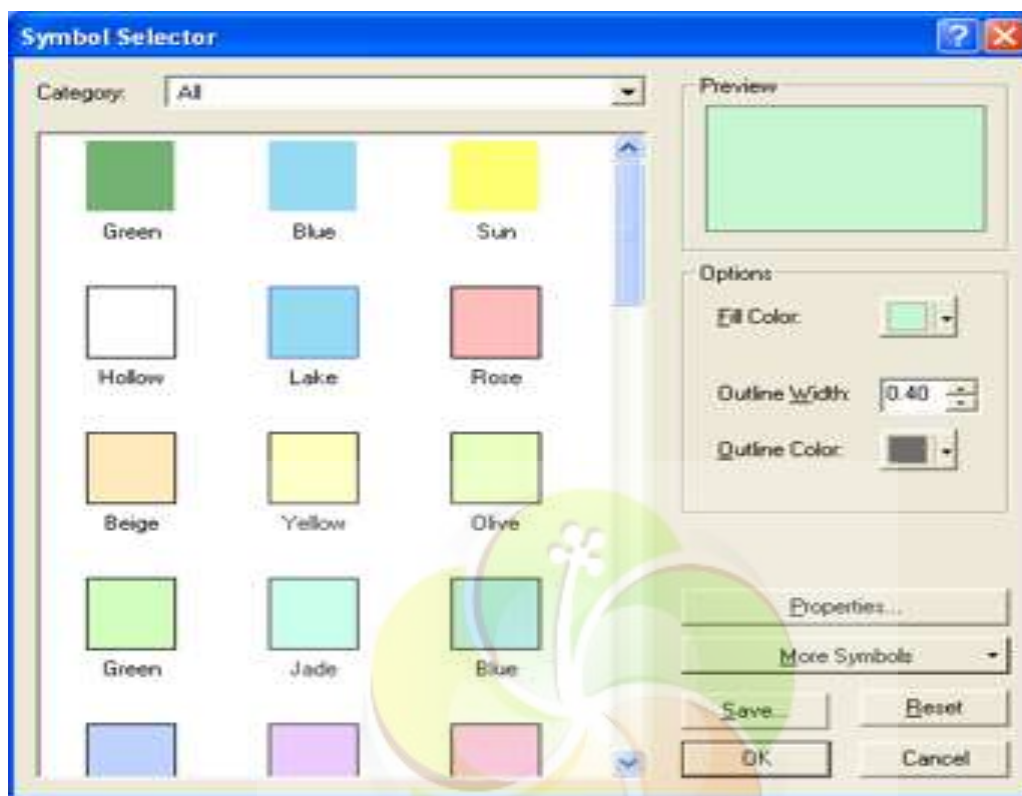 Symbol Selector
Category: All
Green Blue Sun
Hollow Lake Rose
Beige Yellow Olive
Green Jade Blue
Preview
Options
Fill Color:
Outline Width: 0.40
Outline Color:
Properties...
More Symbols
Save... Reset
OK Cancel